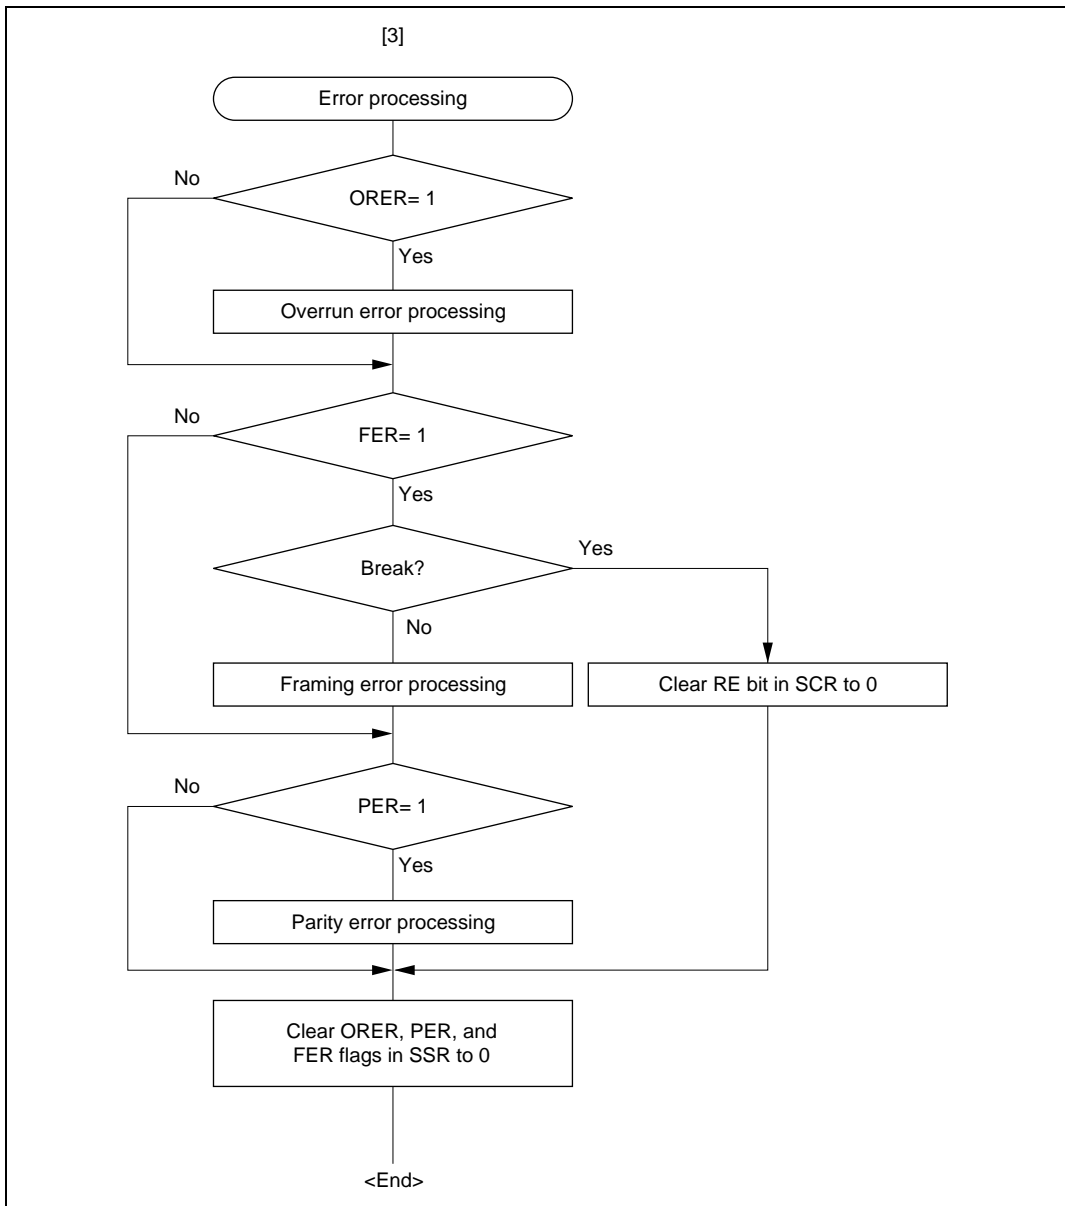 [3]
Error processing
No
ORER= 1
Yes
Overrun error processing
No
FER= 1
Yes
Break?
Yes
No
Framing error processing
Clear RE bit in SCR to 0
No
PER= 1
Yes
Parity error processing
Clear ORER, PER, and
FER flags in SSR to 0
<End>